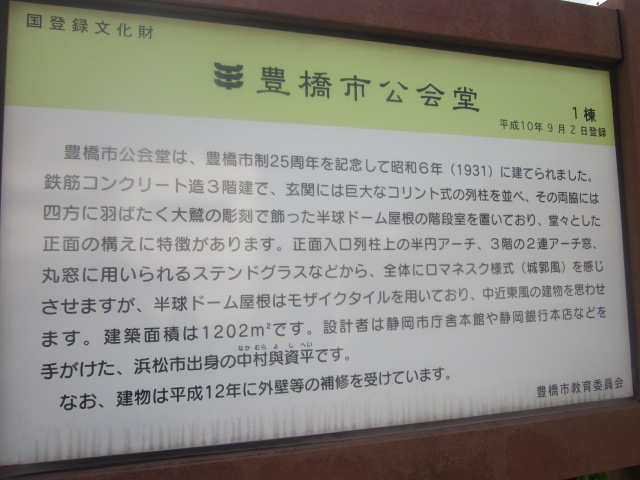 国登録文化財
豊橋市公会堂
1棟
平成10年9月2日登録
豊橋市公会堂は、豊橋市制25周年を記念して昭和6年（1931）に建てられました。
鉄筋コンクリート造3階建で、玄関には巨大なコリント式の列柱を並べ、その両脇には
四方に羽ばたく大鷲の彫刻で飾った半球ドーム屋根の階段室を置いており、堂々とした
正面の構えに特徴があります。正面入口列柱上の半円アーチ、3階の2連アーチ窓、
丸窓に用いられるステンドグラスなどから、全体にロマネスク様式（城郭風）を感じ
させますが、半球ドーム屋根はモザイクタイルを用いており、中近東風の建物を思わせ
ます。建築面積は1202m²です。設計者は静岡市庁舎本館や静岡銀行本店などを
なかむらよしへい
手がけた、浜松市出身の中村與資平です。
なお、建物は平成12年に外壁等の補修を受けています。
豊橋市教育委員会